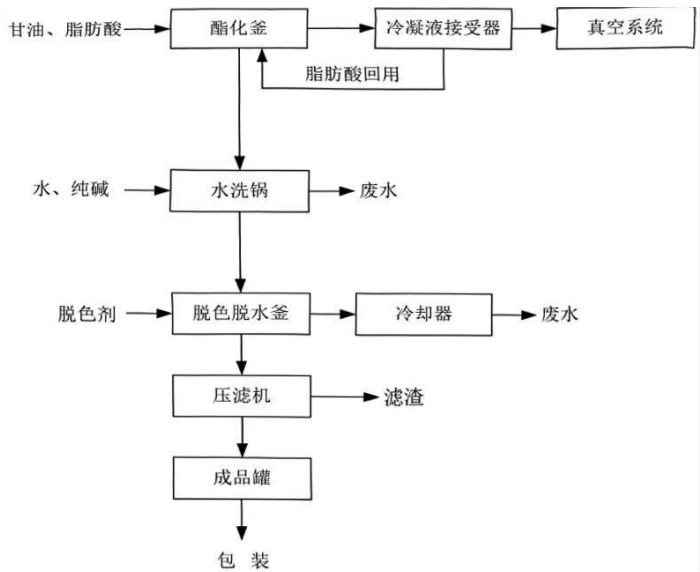 甘油、脂肪酸
酯化釜
冷凝液接受器
真空系统
脂肪酸回用
水、纯碱
水洗锅
废水
脱色剂
脱色脱水釜
冷却器
废水
压滤机
滤渣
成品罐
包 装